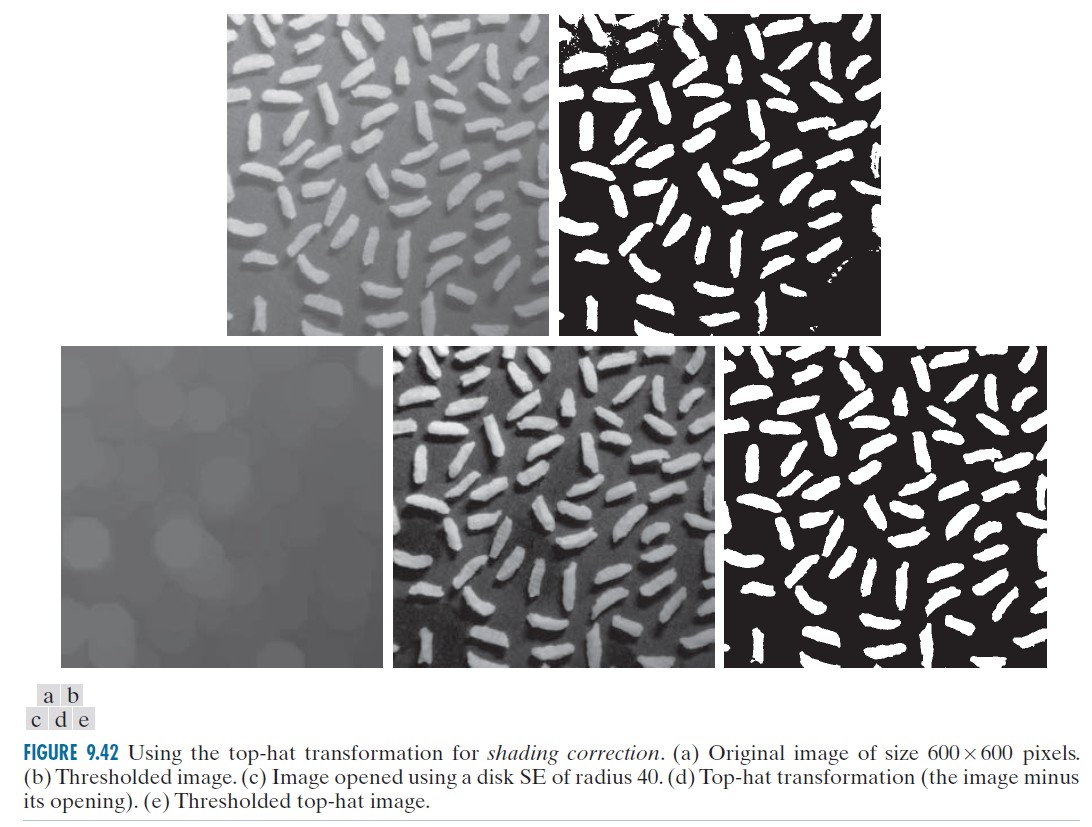 a b
c d e
FIGURE 9.42 Using the top-hat transformation for shading correction. (a) Original image of size 600 × 600 pixels.
(b) Thresholded image. (c) Image opened using a disk SE of radius 40. (d) Top-hat transformation (the image minus
its opening). (e) Thresholded top-hat image.